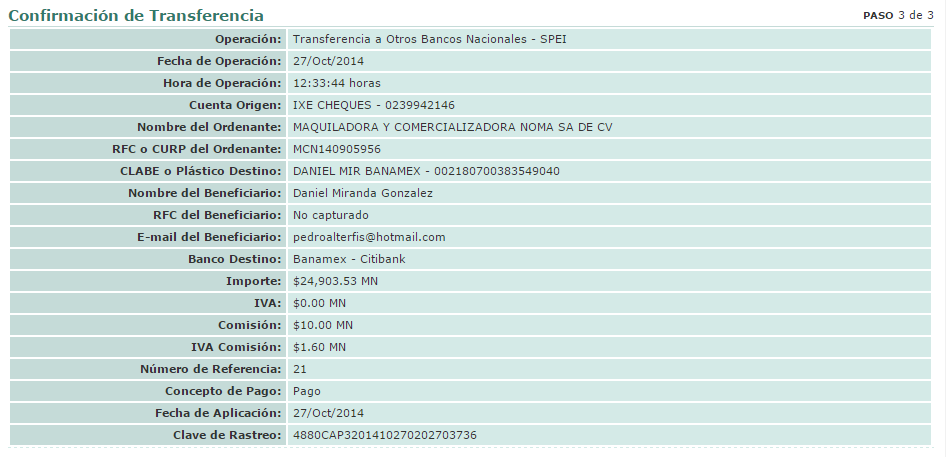 Confirmación de Transferencia PASO 3 de 3
Operación: Transferencia a Otros Bancos Nacionales - SPEI
Fecha de Operación: 27/Oct/2014
Hora de Operación: 12:33:44 horas
Cuenta Origen: IXE CHEQUES - 0239942146
Nombre del Ordenante: MAQUILADORA Y COMERCIALIZADORA NOMA SA DE CV
RFC o CURP del Ordenante: MCN140905956
CLABE o Plástico Destino: DANIEL MIR BANAMEX - 002180700383549040
Nombre del Beneficiario: Daniel Miranda Gonzalez
RFC del Beneficiario: No capturado
E-mail del Beneficiario: pedroalterfis@hotmail.com
Banco Destino: Banamex - Citibank
Importe: $24,903.53 MN
IVA: $0.00 MN
Comisión: $10.00 MN
IVA Comisión: $1.60 MN
Número de Referencia: 21
Concepto de Pago: Pago
Fecha de Aplicación: 27/Oct/2014
Clave de Rastreo: 4880CAP3201410270202703736